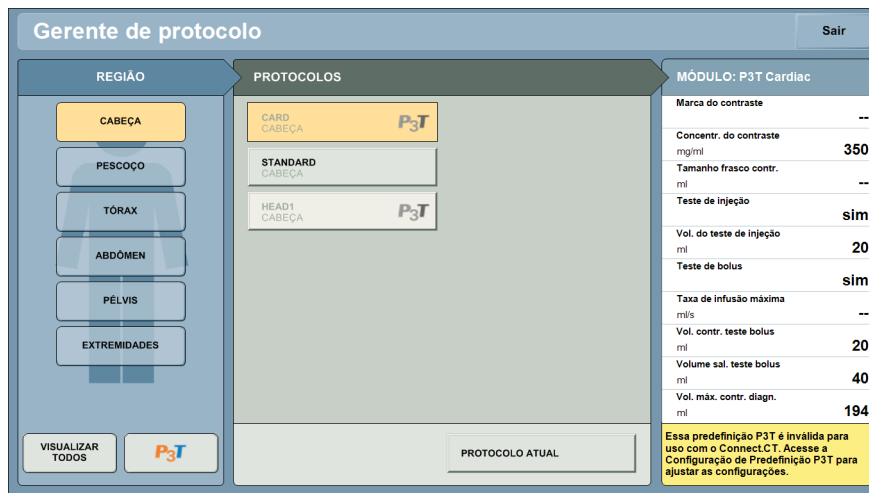 Gerente de protocolo
Sair
REGIÃO
CABEÇA
PESCOÇO
TÓRAX
ABDÔMEN
PÉLVIS
EXTREMIDADES
VISUALIZAR
TODOS
P3T
PROTOCOLOS
CARD
CABEÇA
P3T
STANDARD
CABEÇA
HEAD1
CABEÇA
P3T
PROTOCOLO ATUAL
MÓDULO: P3T Cardiac
Marca do contraste
--
Concentr. do contraste
mg/ml 350
Tamanho frasco contr.
ml --
Teste de injeção
sim
Vol. do teste de injeção
ml 20
Teste de bolus
sim
Taxa de infusão máxima
ml/s --
Vol. contr. teste bolus
ml 20
Volume sal. teste bolus
ml 40
Vol. máx. contr. diagn.
ml 194
Essa predefinição P3T é inválida para
uso com o Connect.CT. Acesse a
Configuração de Predefinição P3T para
ajustar as configurações.